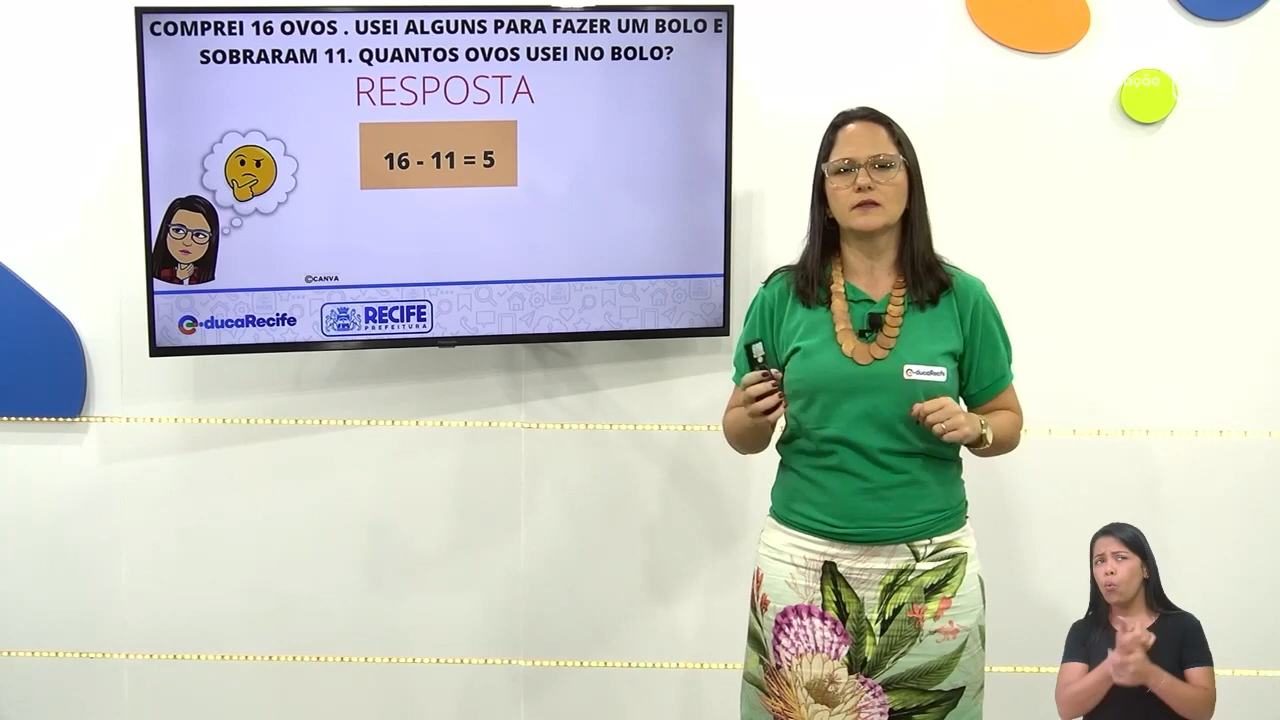 COMPREI 16 OVOS . USEI ALGUNS PARA FAZER UM BOLO E
SOBRARAM 11. QUANTOS OVOS USEI NO BOLO?
RESPOSTA
16 - 11 = 5
©CANVA
ducaRecife
RECIFE
PREFEITURA
ducaRecife